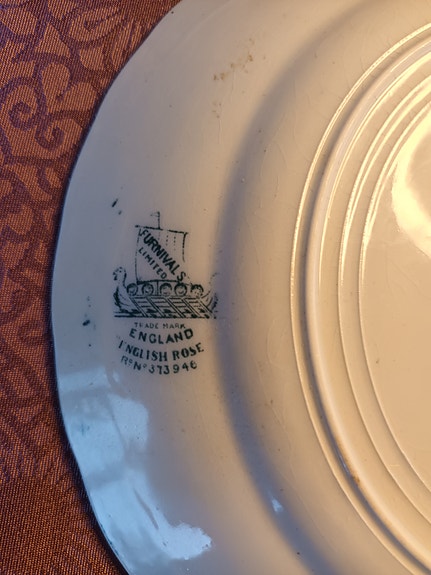 FURNIVALS
LIMITED
TRADE MARK
ENGLAND
ENGLISH ROSE
RD No 373946